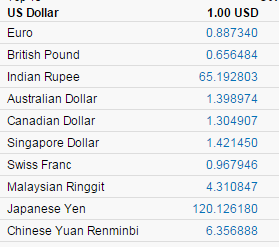 US Dollar 1.00 USD
Euro 0.887340
British Pound 0.656484
Indian Rupee 65.192803
Australian Dollar 1.398974
Canadian Dollar 1.304907
Singapore Dollar 1.421450
Swiss Franc 0.967946
Malaysian Ringgit 4.310847
Japanese Yen 120.126180
Chinese Yuan Renminbi 6.356888